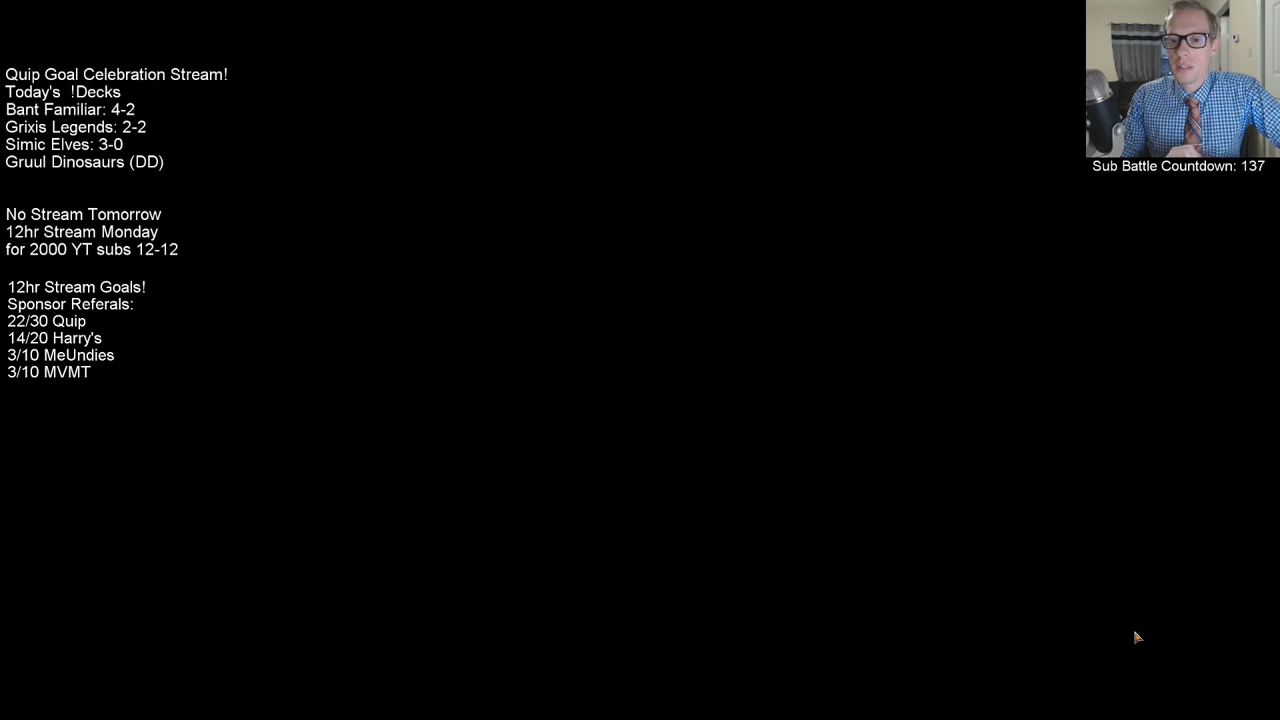 Quip Goal Celebration Stream!
Today's !Decks
Bant Familiar: 4-2
Grixis Legends: 2-2
Simic Elves: 3-0
Gruul Dinosaurs (DD)
No Stream Tomorrow
12hr Stream Monday
for 2000 YT subs 12-12
12hr Stream Goals!
Sponsor Referals:
22/30 Quip
14/20 Harry's
3/10 MeUndies
3/10 MVMT
Sub Battle Countdown: 137